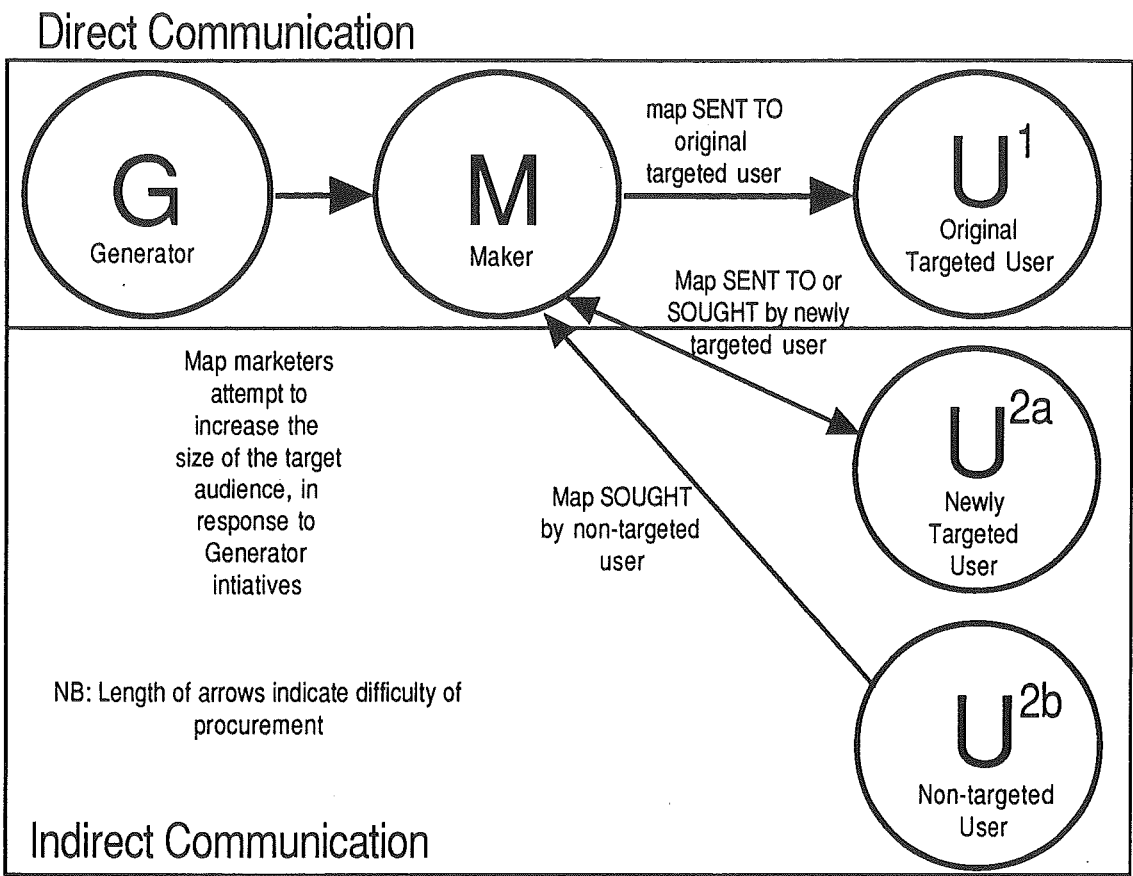 Direct Communication
G
Generator
M
Maker
map SENT TO
original
targeted user
U1
Original
Targeted User
Map SENT TO or
SOUGHT by newly
targeted user
Map marketers
attempt to
increase the
size of the target
audience, in
response to
Generator
intiatives
U2a
Newly
Targeted
User
Map SOUGHT
by non-targeted
user
NB: Length of arrows indicate difficulty of
procurement
U2b
Non-targeted
User
Indirect Communication